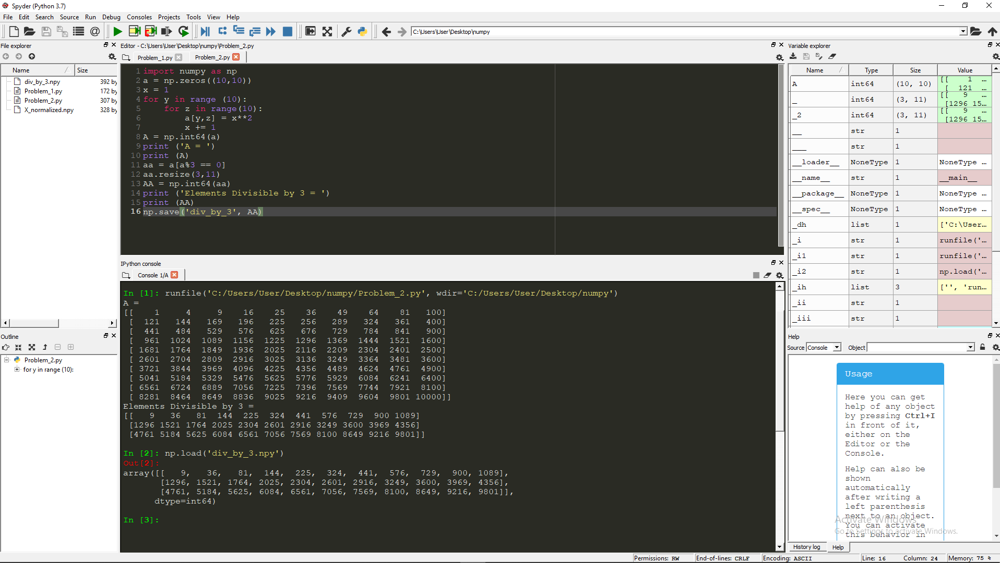 Spyder (Python 3.7)
File Edit Search Source Run Debug Consoles Projects Tools View Help
C:\Users\User\Desktop\numpy
File explorer
Name Size
div_by_3.npy 392 by
Problem_1.py 172 by
Problem_2.py 307 by
X_normalized.npy 328 by
Outline
Problem_2.py
for y in range (10):
Editor - C:\Users\User\Desktop\numpy\Problem_2.py
Problem_1.py Problem_2.py
1 import numpy as np
2 a = np.zeros((10,10))
3 x = 1
4 for y in range (10):
5     for z in range(10):
6         a[y,z] = x**2
7         x += 1
8 A = np.int64(a)
9 print ('A = ')
10 print (A)
11 aa = a[a%3 == 0]
12 aa.resize(3,11)
13 AA = np.int64(aa)
14 print ('Elements Divisible by 3 = ')
15 print (AA)
16 np.save('div_by_3', AA)
IPython console
Console 1/A
In [1]: runfile('C:/Users/User/Desktop/numpy/Problem_2.py', wdir='C:/Users/User/Desktop/numpy')
A =
[[    1     4     9    16    25    36    49    64    81   100]
 [  121   144   169   196   225   256   289   324   361   400]
 [  441   484   529   576   625   676   729   784   841   900]
 [  961  1024  1089  1156  1225  1296  1369  1444  1521  1600]
 [ 1681  1764  1849  1936  2025  2116  2209  2304  2401  2500]
 [ 2601  2704  2809  2916  3025  3136  3249  3364  3481  3600]
 [ 3721  3844  3969  4096  4225  4356  4489  4624  4761  4900]
 [ 5041  5184  5329  5476  5625  5776  5929  6084  6241  6400]
 [ 6561  6724  6889  7056  7225  7396  7569  7744  7921  8100]
 [ 8281  8464  8649  8836  9025  9216  9409  9604  9801 10000]]
Elements Divisible by 3 =
[[   9   36   81  144  225  324  441  576  729  900 1089]
 [1296 1521 1764 2025 2304 2601 2916 3249 3600 3969 4356]
 [4761 5184 5625 6084 6561 7056 7569 8100 8649 9216 9801]]
In [2]: np.load('div_by_3.npy')
Out[2]:
array([[   9,   36,   81,  144,  225,  324,  441,  576,  729,  900, 1089],
       [1296, 1521, 1764, 2025, 2304, 2601, 2916, 3249, 3600, 3969, 4356],
       [4761, 5184, 5625, 6084, 6561, 7056, 7569, 8100, 8649, 9216, 9801]],
      dtype=int64)
In [3]:
Variable explorer
Name Type Size Value
A int64 (10, 10) [[ 1 ...
[ 121 ...
_ int64 (3, 11) [[ 9 ...
[1296 15...
_2 int64 (3, 11) [[ 9 ...
[1296 15...
__ str 1
___ str 1
__loader__ NoneType 1 NoneType ...
__name__ str 1 __main__
__package__ NoneType 1 NoneType ...
__spec__ NoneType 1 NoneType ...
_dh list 1 ['C:\User...
_i str 1 runfile('...
_i1 str 1 runfile('...
_i2 str 1 np.load('...
_ih list 3 ['', 'run...
_ii str 1
_iii str 1
Help
Source Console Object
Usage
Here you can get
help of any object
by pressing Ctrl+I
in front of it,
either on the
Editor or the
Console.
Help can also be
shown
automatically
after writing a
left parenthesis
next to an object.
You can activate
this behavior in
Activate Windows
Go to Settings to activate Windows.
History log Help
Permissions: RW End-of-lines: CRLF Encoding: ASCII Line: 16 Column: 24 Memory: 75 %